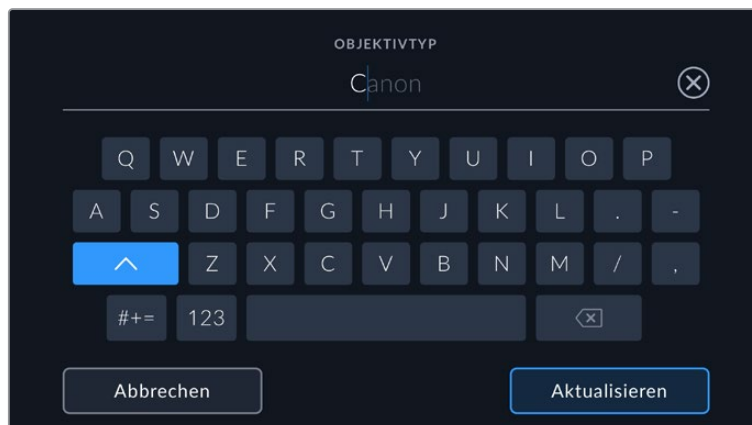 OBJEKTIVTYP
Canon
Q W E R T Y U I O P
A S D F G H J K L . -
Z X C V B N M / ,
#+= 123
Abbrechen Aktualisieren